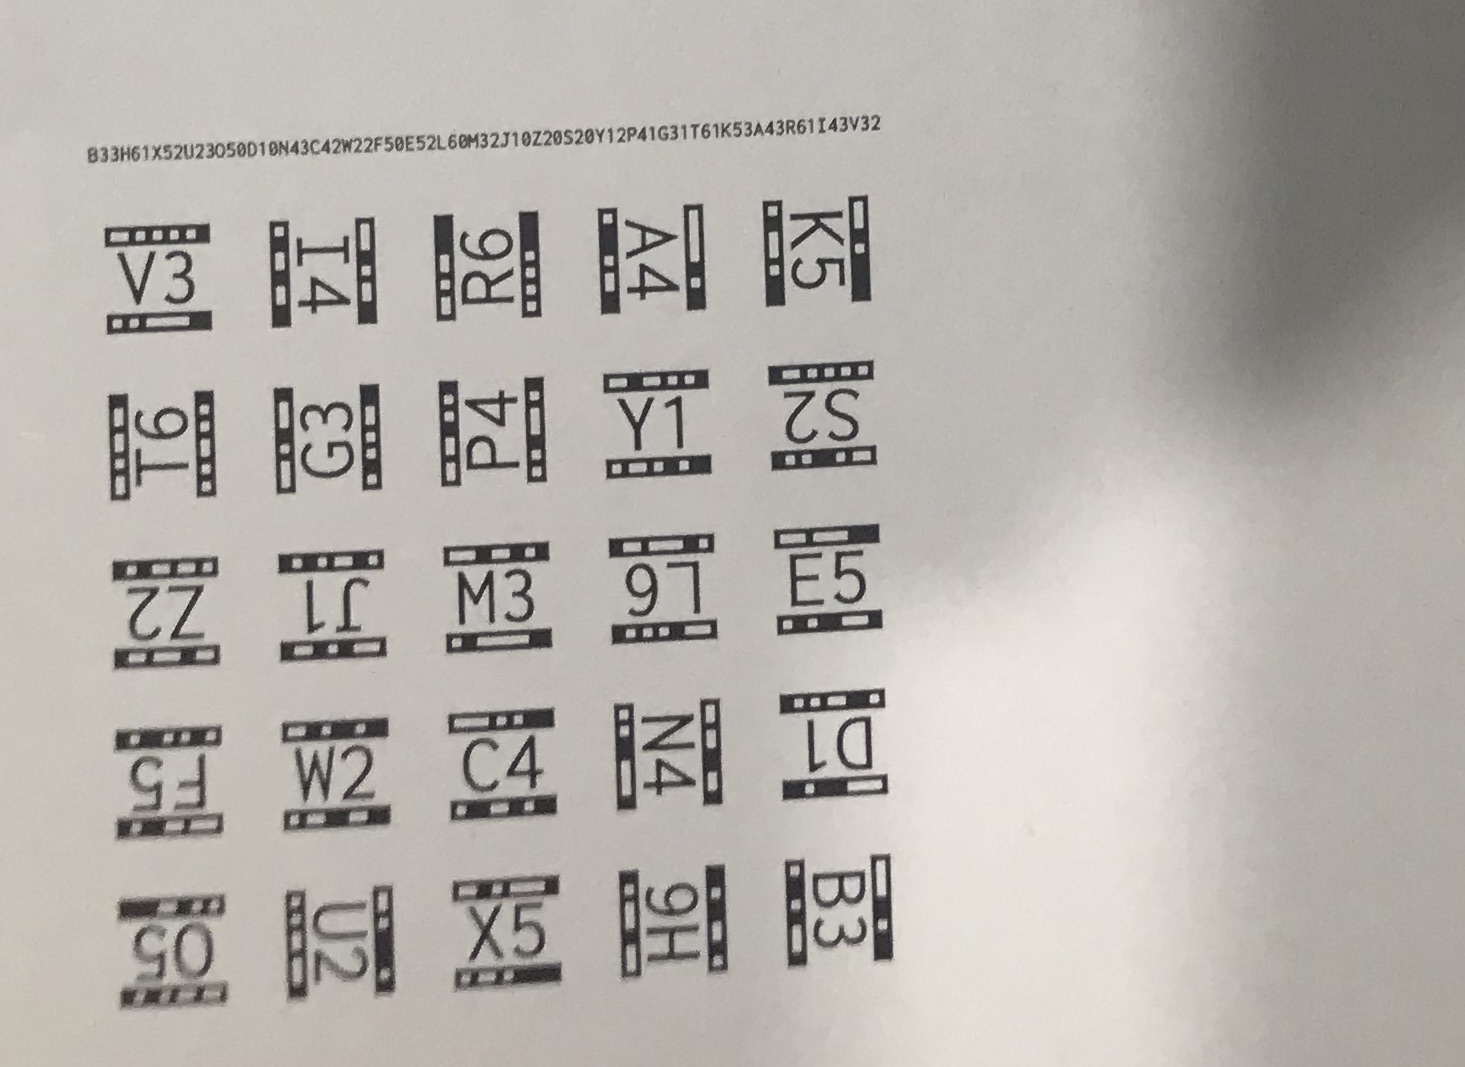 B33H61X52U23O50D10N43C42W22F50E52L60M32J10Z20S20Y12P41G31T61K53A43R61I43V32
V3 I4 R6 A4 K5
T6 G3 P4 Y1 S2
Z2 J1 M3 L6 E5
F5 W2 C4 N4 D1
O5 U2 X5 H6 B3